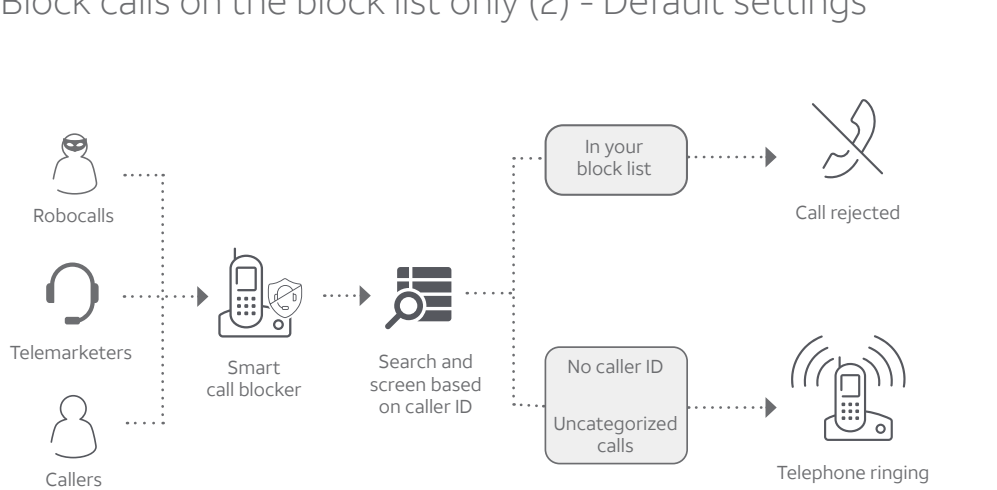 Block calls on the block list only (2) - Default settings
In your
block list
Robocalls
Call rejected
Telemarketers
Smart
call blocker
Search and
screen based
on caller ID
No caller ID
Uncategorized
calls
Callers
Telephone ringing